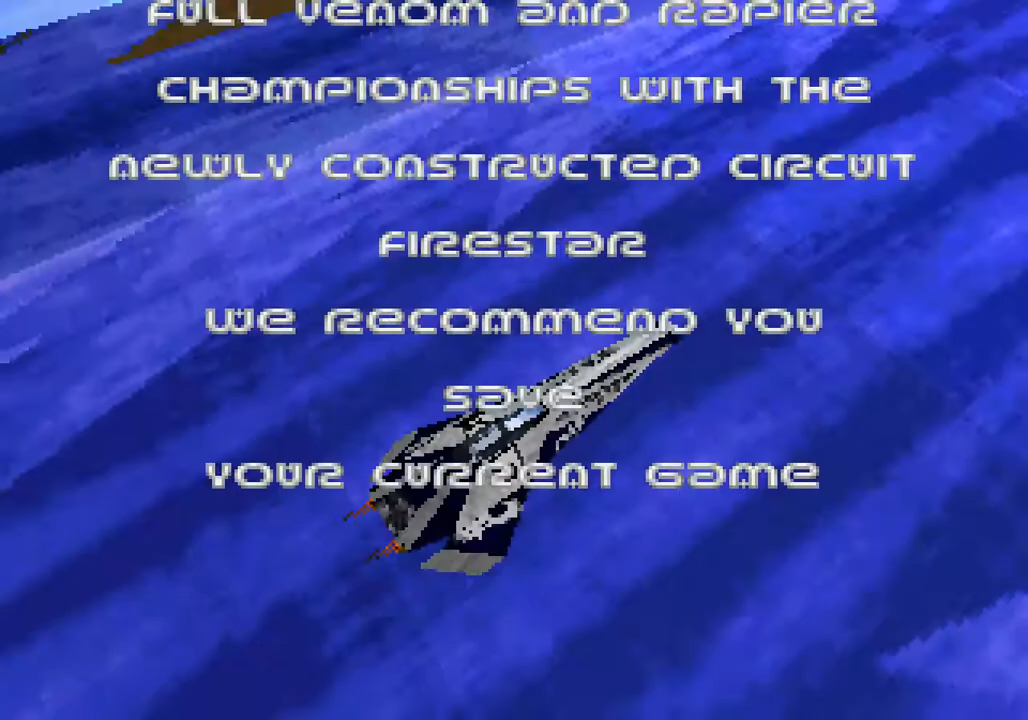 FULL VENOM AND RAPIER
CHAMPIONSHIPS WITH THE
NEWLY CONSTRUCTED CIRCUIT
FIRESTAR
WE RECOMMEND YOU
SAVE
YOUR CURRENT GAME